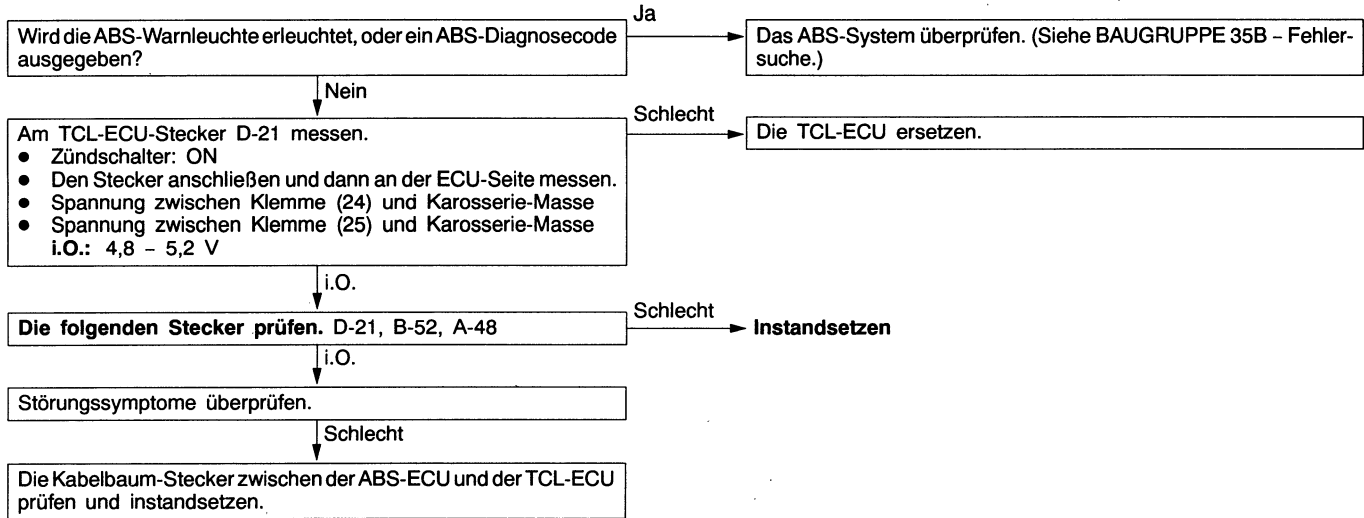 Ja
Wird die ABS-Warnleuchte erleuchtet, oder ein ABS-Diagnosecode
ausgegeben?
Das ABS-System überprüfen. (Siehe BAUGRUPPE 35B – Fehler-
suche.)
Nein
Am TCL-ECU-Stecker D-21 messen.
● Zündschalter: ON
● Den Stecker anschließen und dann an der ECU-Seite messen.
● Spannung zwischen Klemme (24) und Karosserie-Masse
● Spannung zwischen Klemme (25) und Karosserie-Masse
i.O.: 4,8 – 5,2 V
Schlecht
Die TCL-ECU ersetzen.
i.O.
Die folgenden Stecker prüfen. D-21, B-52, A-48
Schlecht
Instandsetzen
i.O.
Störungssymptome überprüfen.
Schlecht
Die Kabelbaum-Stecker zwischen der ABS-ECU und der TCL-ECU
prüfen und instandsetzen.